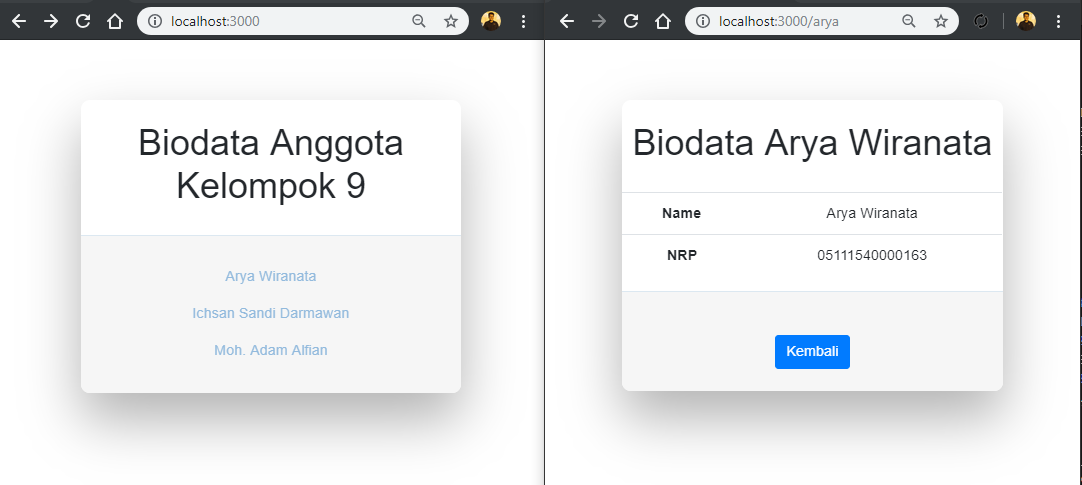 localhost:3000
Biodata Anggota
Kelompok 9
Arya Wiranata
Ichsan Sandi Darmawan
Moh. Adam Alfian
localhost:3000/arya
Biodata Arya Wiranata
Name Arya Wiranata
NRP 05111540000163
Kembali